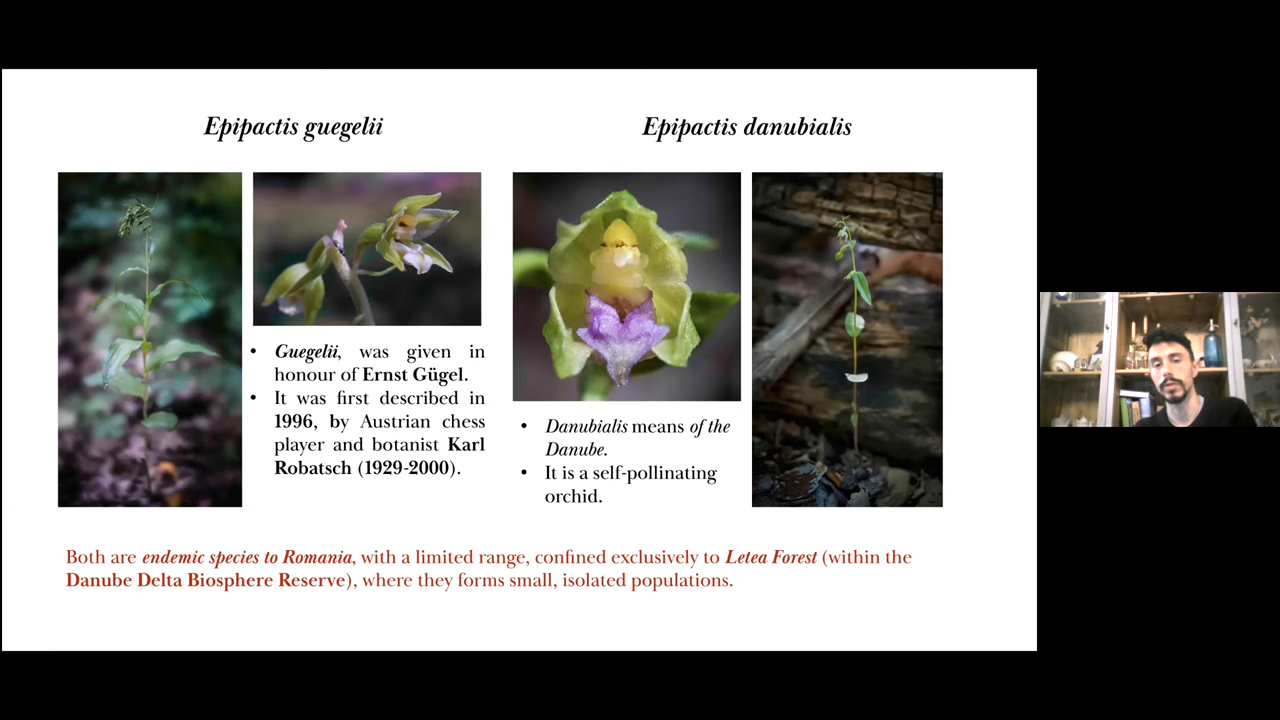 Epipactis guegelii
Epipactis danubialis
• Guegelii, was given in
honour of Ernst Gügel.
• It was first described in
1996, by Austrian chess
player and botanist Karl
Robatsch (1929-2000).
• Danubialis means of the
Danube.
• It is a self-pollinating
orchid.
Both are endemic species to Romania, with a limited range, confined exclusively to Letea Forest (within the
Danube Delta Biosphere Reserve), where they forms small, isolated populations.